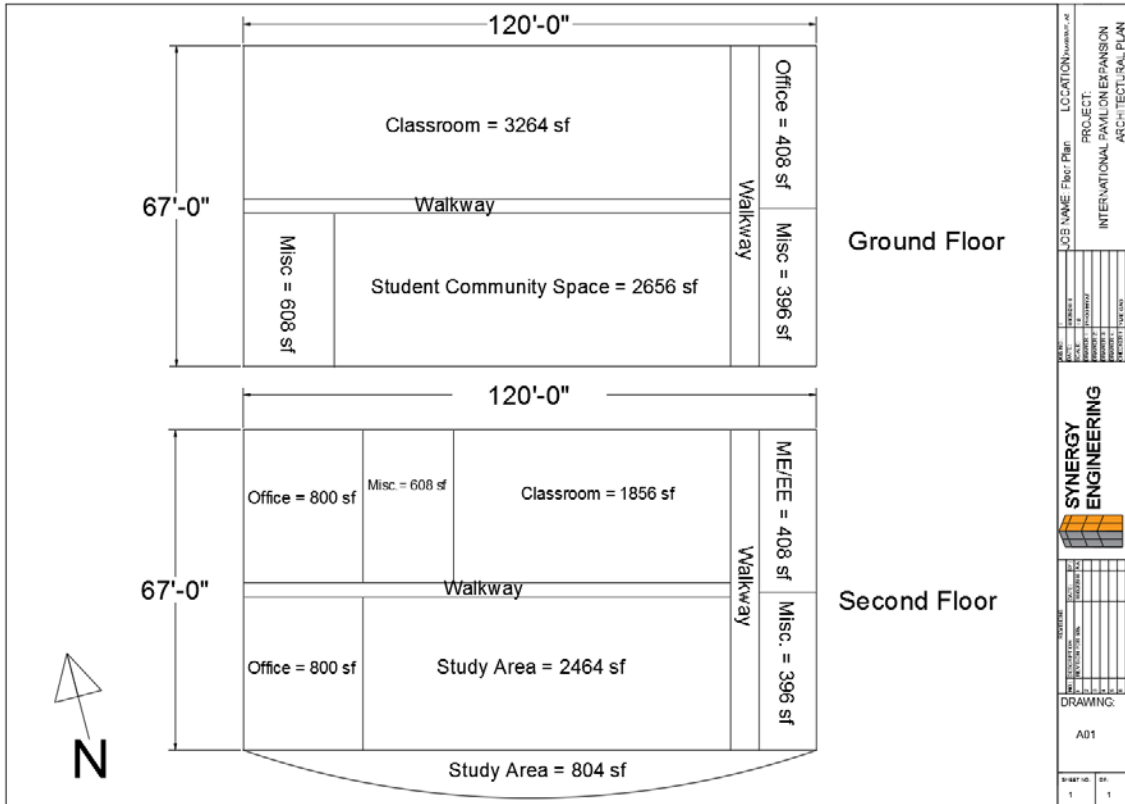 120'-0"
Classroom = 3264 sf
Office = 408 sf
67'-0"
Walkway
Walkway
Misc = 608 sf
Student Community Space = 2656 sf
Misc = 396 sf
Ground Floor
120'-0"
Office = 800 sf
Misc. = 608 sf
Classroom = 1856 sf
ME/EE = 408 sf
67'-0"
Walkway
Walkway
Second Floor
Office = 800 sf
Study Area = 2464 sf
Misc. = 396 sf
Study Area = 804 sf
N
JOB NAME: Floor Plan
LOCATION:
PROJECT:
INTERNATIONAL PAVILION EXPANSION
ARCHITECTURAL PLAN
SYNERGY
ENGINEERING
DRAWING:
A01
SHEET NO.
OF:
1
1